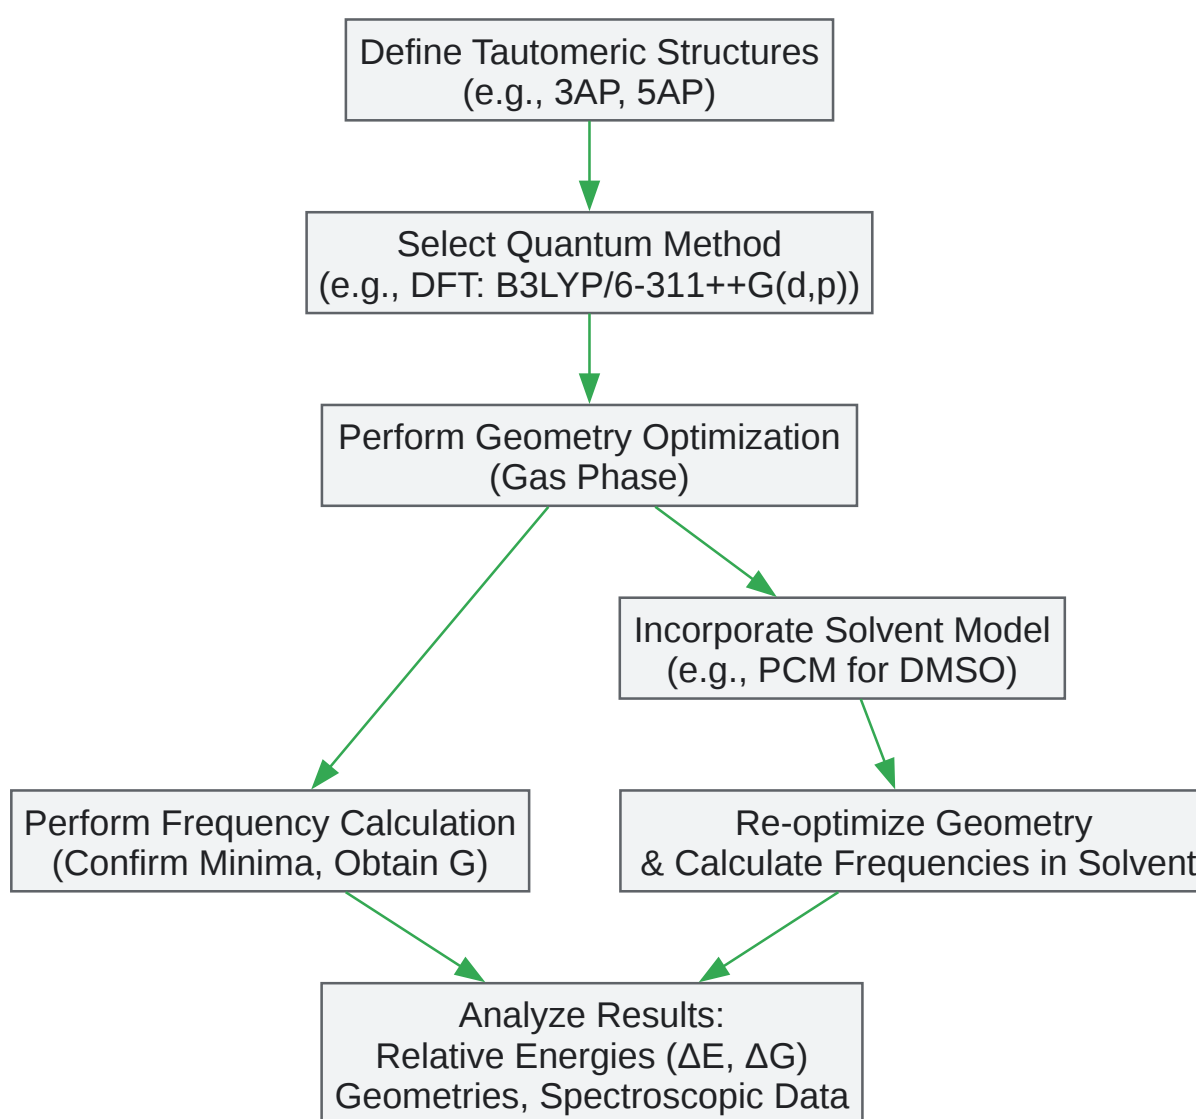 Define Tautomeric Structures
(e.g., 3AP, 5AP)
Select Quantum Method
(e.g., DFT: B3LYP/6-311++G(d,p))
Perform Geometry Optimization
(Gas Phase)
Incorporate Solvent Model
(e.g., PCM for DMSO)
Perform Frequency Calculation
(Confirm Minima, Obtain G)
Re-optimize Geometry
& Calculate Frequencies in Solvent
Analyze Results:
Relative Energies (ΔE, ΔG)
Geometries, Spectroscopic Data